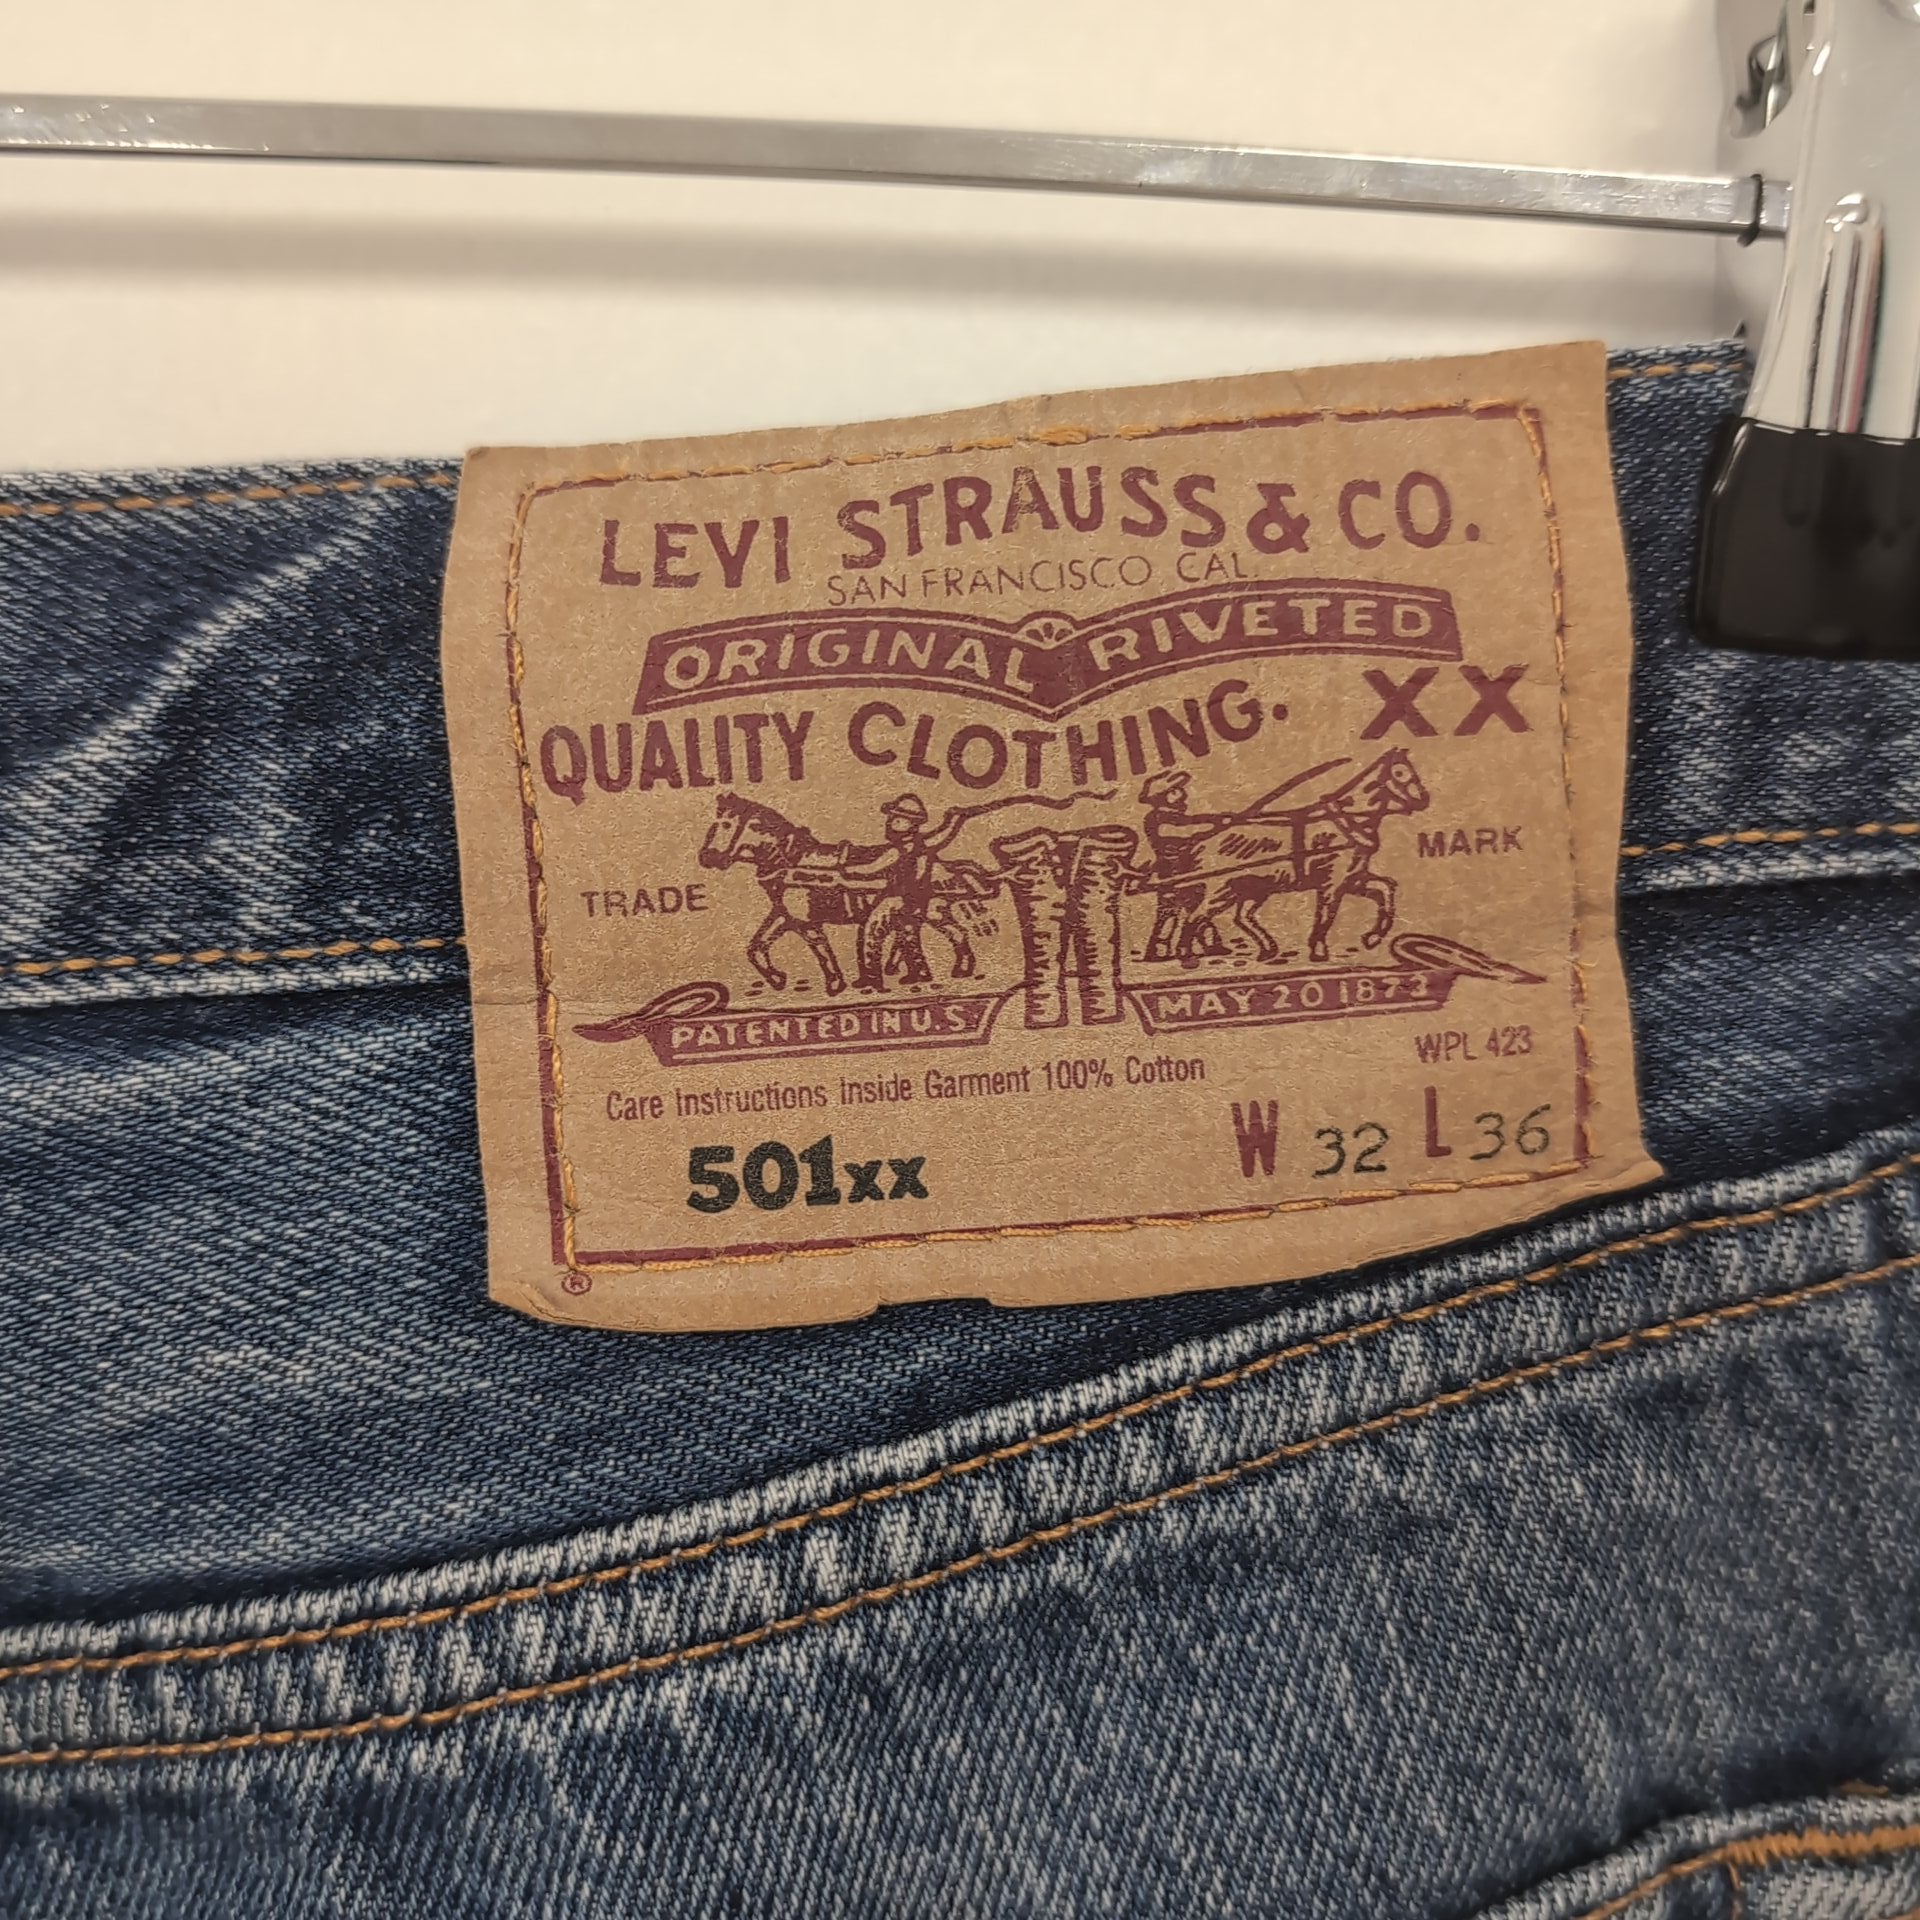 LEVI STRAUSS & CO.
SAN FRANCISCO, CAL.
ORIGINAL RIVETED
QUALITY CLOTHING. XX
TRADE MARK
PATENTED IN U.S. MAY 20 1873
WPL 423
Care Instructions Inside Garment 100% Cotton
501xx W 32 L 36
®